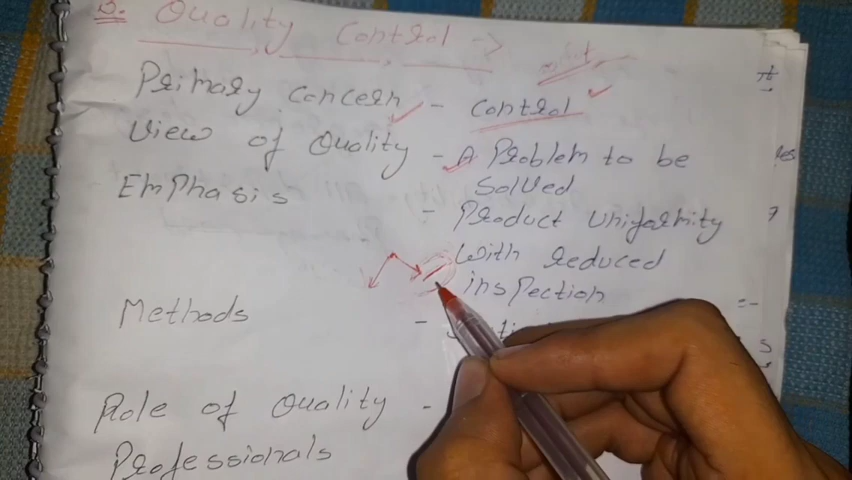 Quality Control →
Primary Concern - Control
View of Quality - A Problem to be
Solved
Emphasis - Product Uniformity
With reduced
inspection
Methods -
Role of Quality -
Professionals